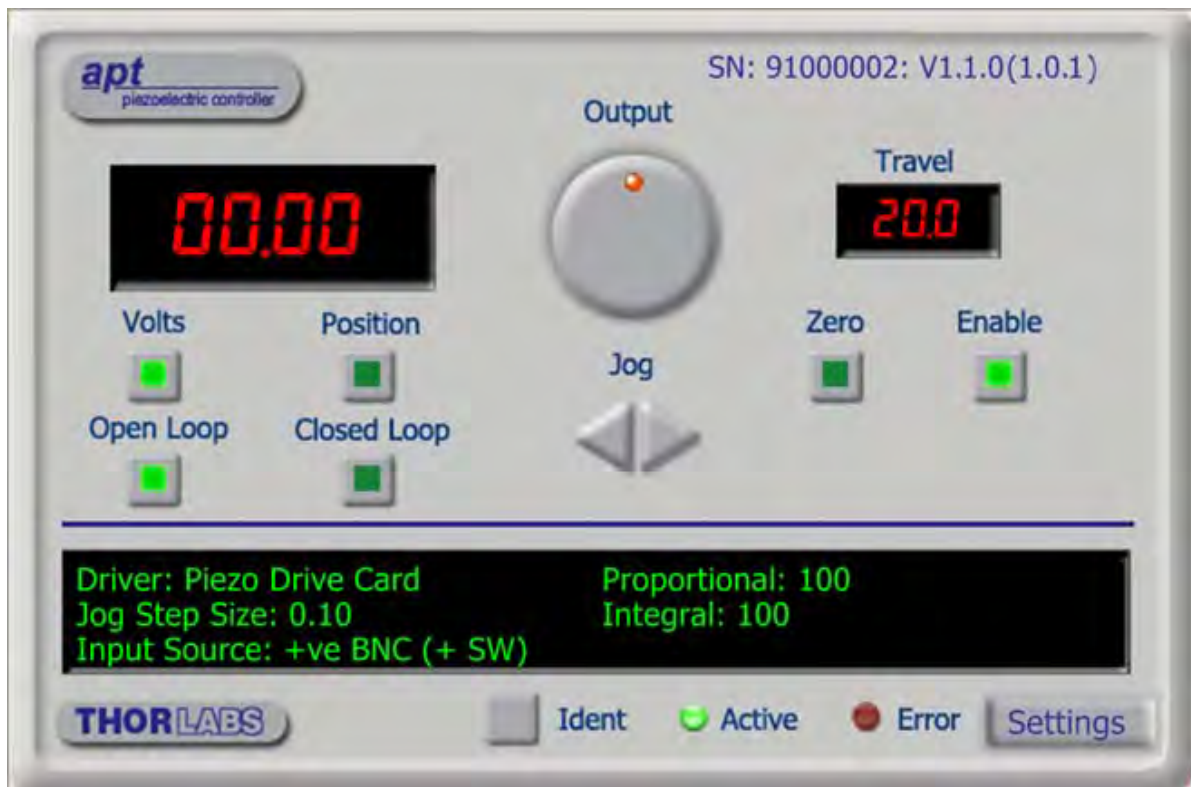 apt
piezoelectric controller
SN: 91000002: V1.1.0(1.0.1)
Output
Travel
00.00
20.0
Volts
Position
Zero
Enable
Jog
Open Loop
Closed Loop
Driver: Piezo Drive Card
Proportional: 100
Jog Step Size: 0.10
Integral: 100
Input Source: +ve BNC (+ SW)
THORLABS
Ident
Active
Error
Settings